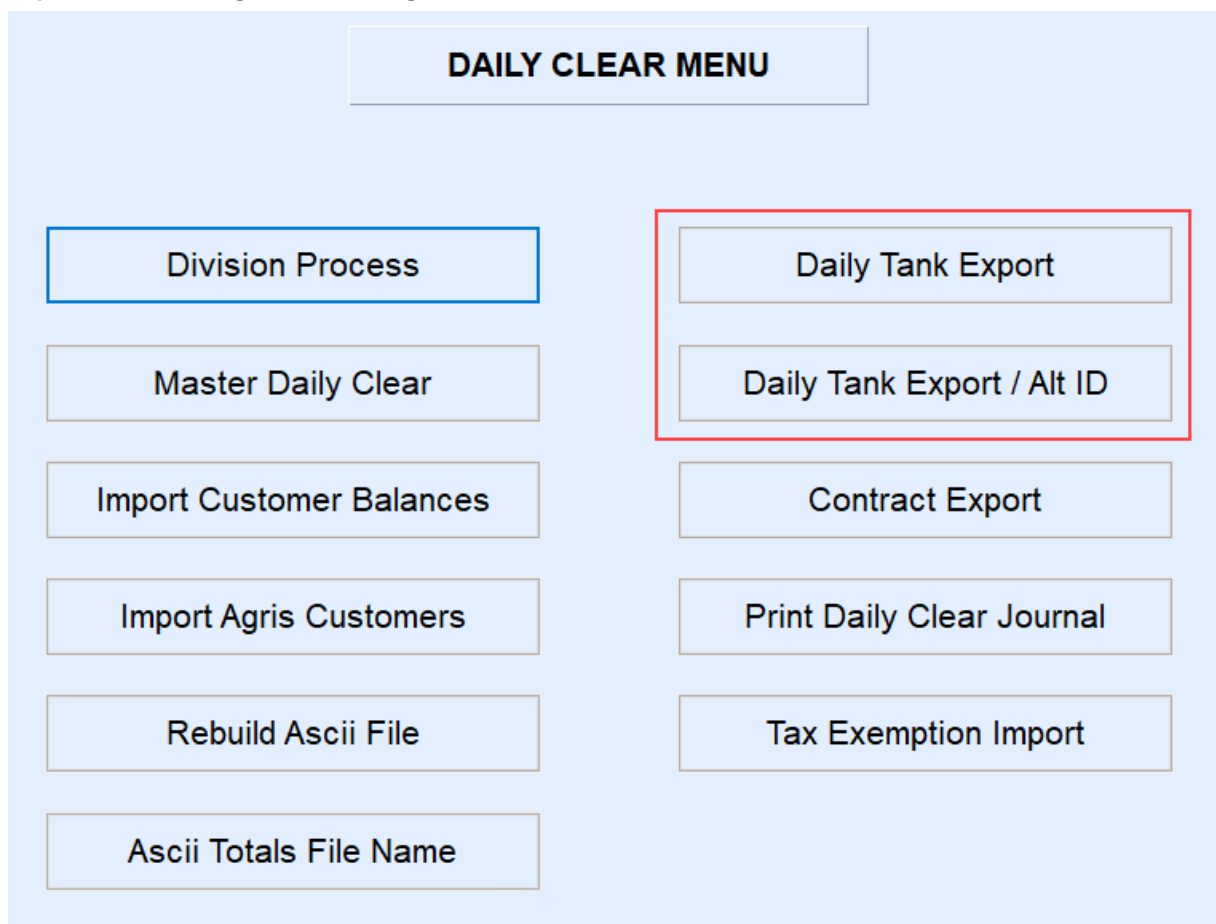 DAILY CLEAR MENU
Division Process
Daily Tank Export
Master Daily Clear
Daily Tank Export / Alt ID
Import Customer Balances
Contract Export
Import Agris Customers
Print Daily Clear Journal
Rebuild Ascii File
Tax Exemption Import
Ascii Totals File Name